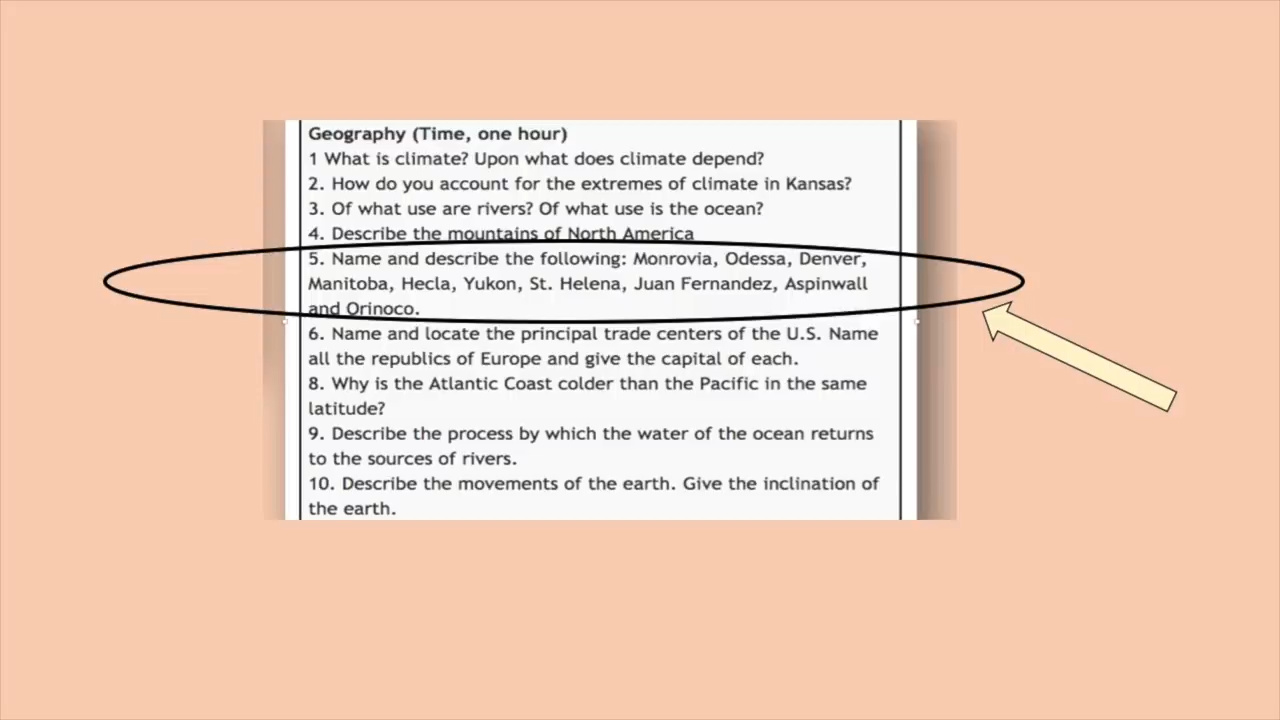 Geography (Time, one hour)
1 What is climate? Upon what does climate depend?
2. How do you account for the extremes of climate in Kansas?
3. Of what use are rivers? Of what use is the ocean?
4. Describe the mountains of North America
5. Name and describe the following: Monrovia, Odessa, Denver,
Manitoba, Hecla, Yukon, St. Helena, Juan Fernandez, Aspinwall
and Orinoco.
6. Name and locate the principal trade centers of the U.S. Name
all the republics of Europe and give the capital of each.
8. Why is the Atlantic Coast colder than the Pacific in the same
latitude?
9. Describe the process by which the water of the ocean returns
to the sources of rivers.
10. Describe the movements of the earth. Give the inclination of
the earth.